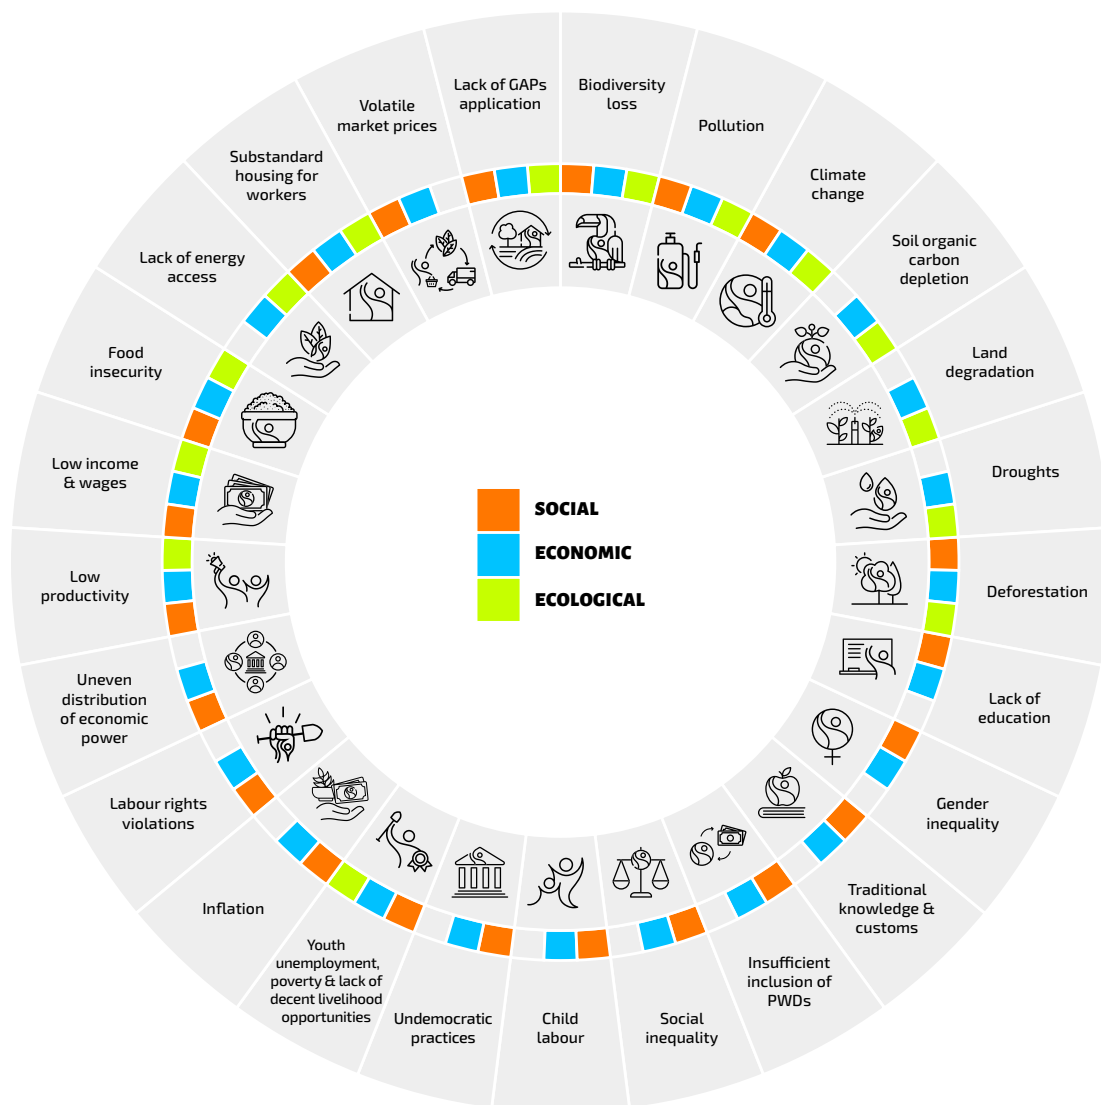 Lack of GAPs
application
Biodiversity
loss
Pollution
Climate
change
Soil organic
carbon
depletion
Land
degradation
Droughts
Deforestation
Lack of
education
Gender
inequality
Traditional
knowledge &
customs
Insufficient
inclusion of
PWDs
Social
inequality
Child
labour
Undemocratic
practices
Youth
unemployment,
poverty & lack of
decent livelihood
opportunities
Inflation
Labour rights
violations
Uneven
distribution
of economic
power
Low
productivity
Low income
& wages
Food
insecurity
Lack of energy
access
Substandard
housing for
workers
Volatile
market prices
SOCIAL
ECONOMIC
ECOLOGICAL